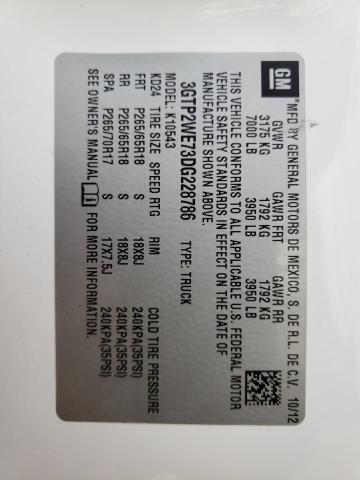 GM
MFD BY GENERAL MOTORS DE MEXICO, S. DE R.L. DE C.V. 10/12
GVWR GAWR FRT GAWR RR
3175 KG 1792 KG 1792 KG
7000 LB 3950 LB 3950 LB
THIS VEHICLE CONFORMS TO ALL APPLICABLE U.S. FEDERAL MOTOR
VEHICLE SAFETY STANDARDS IN EFFECT ON THE DATE OF
MANUFACTURE SHOWN ABOVE.
3GTP2WE73DG228786 TYPE: TRUCK
MODEL: K10543
KD24 TIRE SIZE SPEED RTG RIM COLD TIRE PRESSURE
FRT P265/65R18 S 18X8J 240KPA(35PSI)
RR P265/65R18 S 18X8J 240KPA(35PSI)
SPA P265/70R17 S 17X7.5J 240KPA(35PSI)
SEE OWNER'S MANUAL i FOR MORE INFORMATION.